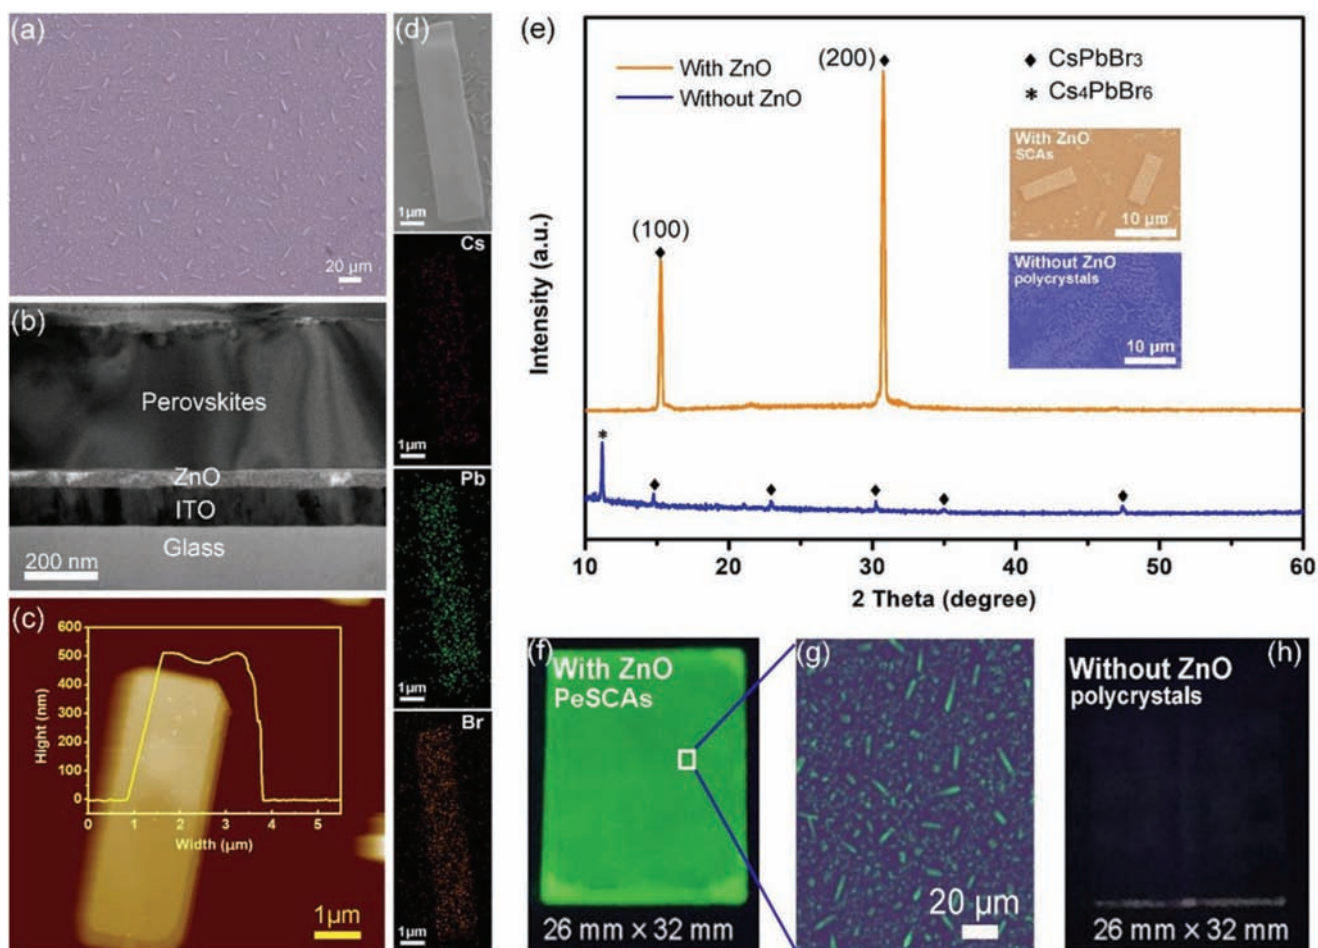 (a)
20 µm
(b)
Perovskites
ZnO
ITO
Glass
200 nm
(c)
600
500
400
300
200
100
0
Hight (nm)
0 1 2 3 4 5
Width (µm)
1µm
(d)
1µm
Cs
1µm
Pb
1µm
Br
1µm
(e)
With ZnO
Without ZnO
(200)
(100)
◆ CsPbBr₃
* Cs₄PbBr₆
With ZnO
SCAs
10 µm
Without ZnO
polycrystals
10 µm
*
Intensity (a.u.)
10 20 30 40 50 60
2 Theta (degree)
(f)
With ZnO
PeSCAs
26 mm × 32 mm
(g)
20 µm
(h)
Without ZnO
polycrystals
26 mm × 32 mm